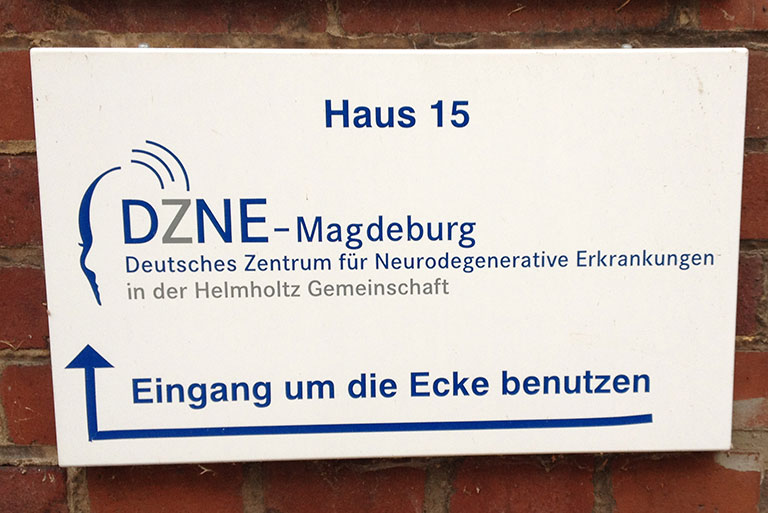 Haus 15
DZNE-Magdeburg
Deutsches Zentrum für Neurodegenerative Erkrankungen
in der Helmholtz Gemeinschaft
Eingang um die Ecke benutzen